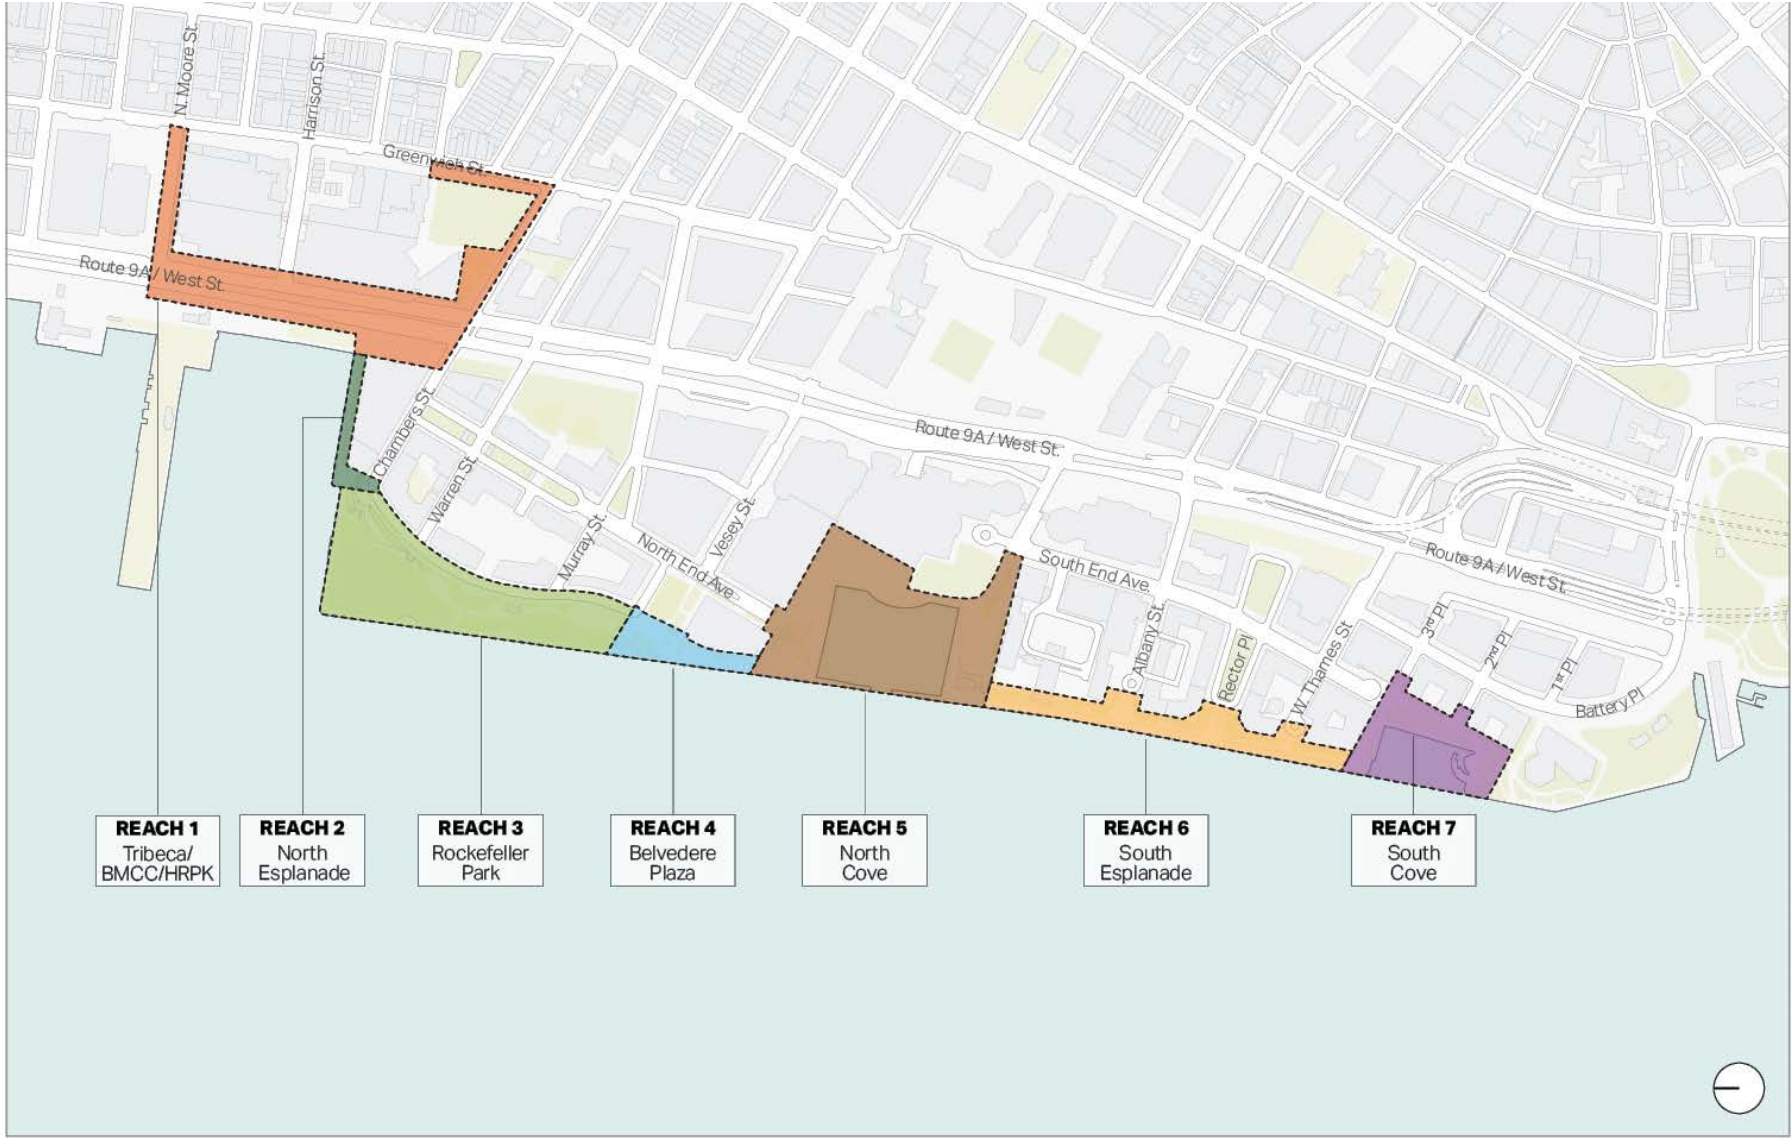 N. Moore St.
Harrison St.
Greenwich St.
Route 9A / West St.
Chambers St.
Warren St.
Murray St.
North End Ave.
Vesey St.
Route 9A / West St.
South End Ave.
Albany St.
Rector Pl
W. Thames St
Route 9A / West St.
3rd Pl
2nd Pl
1st Pl
Battery Pl
REACH 1
Tribeca/
BMCC/HRPK
REACH 2
North
Esplanade
REACH 3
Rockefeller
Park
REACH 4
Belvedere
Plaza
REACH 5
North
Cove
REACH 6
South
Esplanade
REACH 7
South
Cove